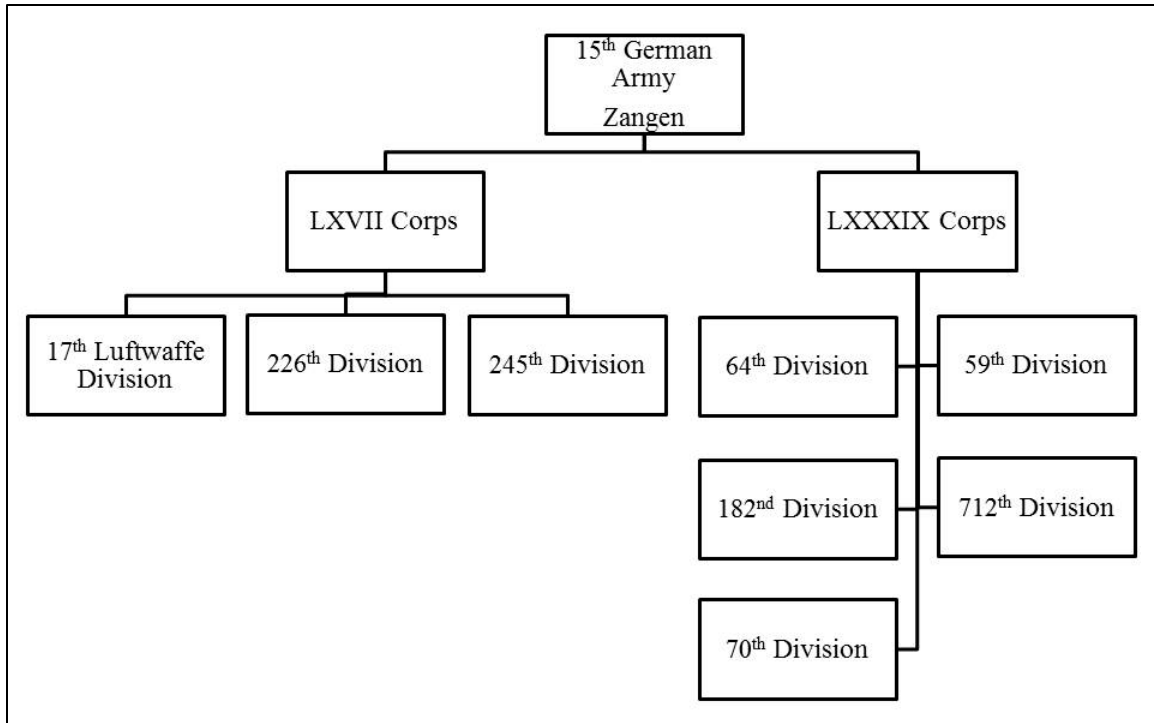 15th German
Army
Zangen
LXVII Corps
LXXXIX Corps
17th Luftwaffe
Division
226th Division
245th Division
64th Division
59th Division
182nd Division
712th Division
70th Division